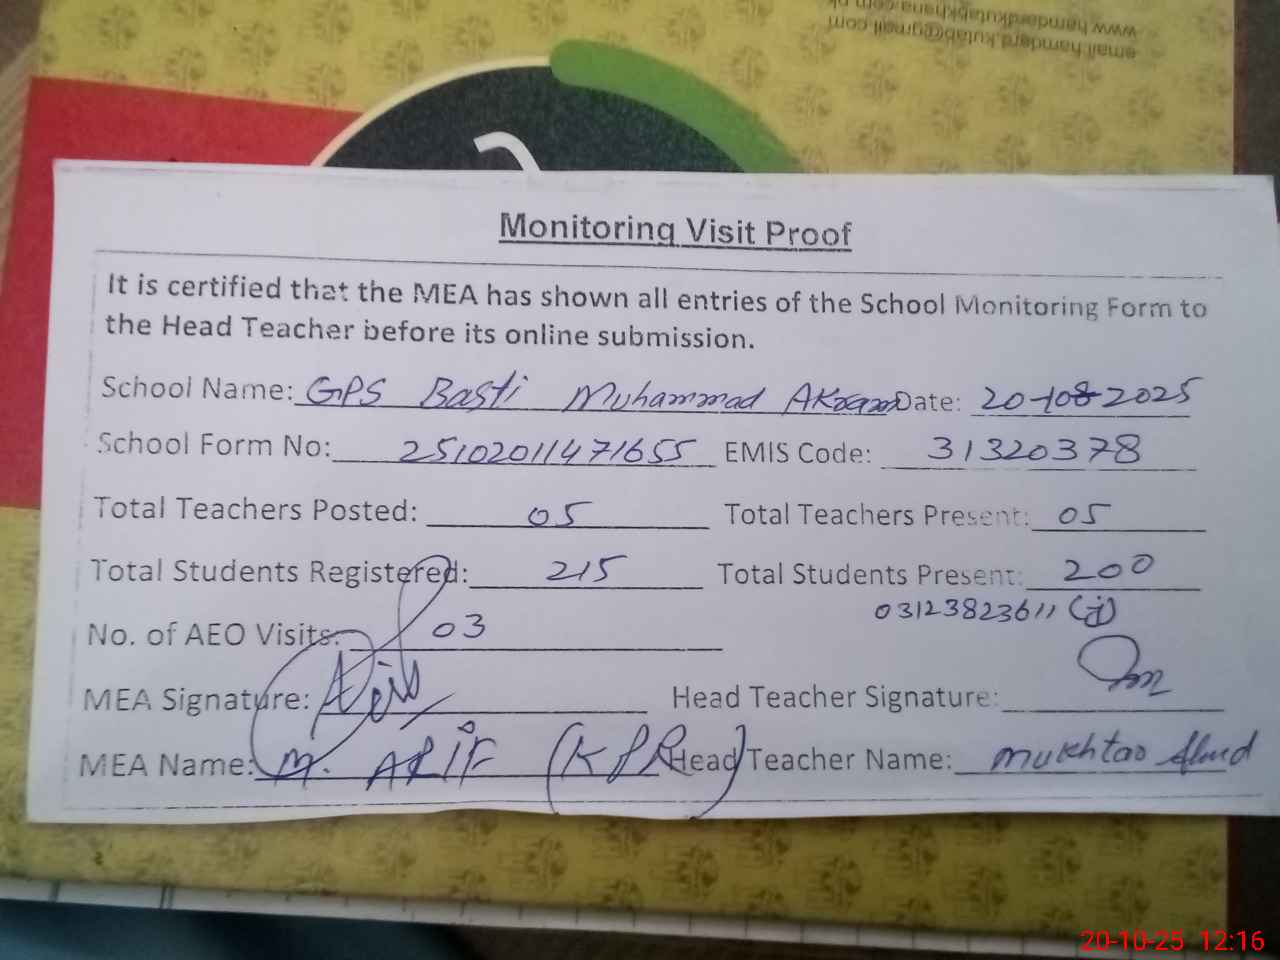 www.hamdardkutabkhana.com.pk
email:hamdard.kutab@gmail.com
Monitoring Visit Proof
It is certified that the MEA has shown all entries of the School Monitoring Form to
the Head Teacher before its online submission.
School Name: GPS Basti Muhammad Akram Date: 20-10-2025
School Form No: 25102011471655 EMIS Code: 31320378
Total Teachers Posted: 05 Total Teachers Present: 05
Total Students Registered: 215 Total Students Present: 200
03123823611
No. of AEO Visits: 03
MEA Signature: Head Teacher Signature:
MEA Name: M. ARIF (KPR) Head Teacher Name: Mukhtar Ahmd
20-10-25 12:16